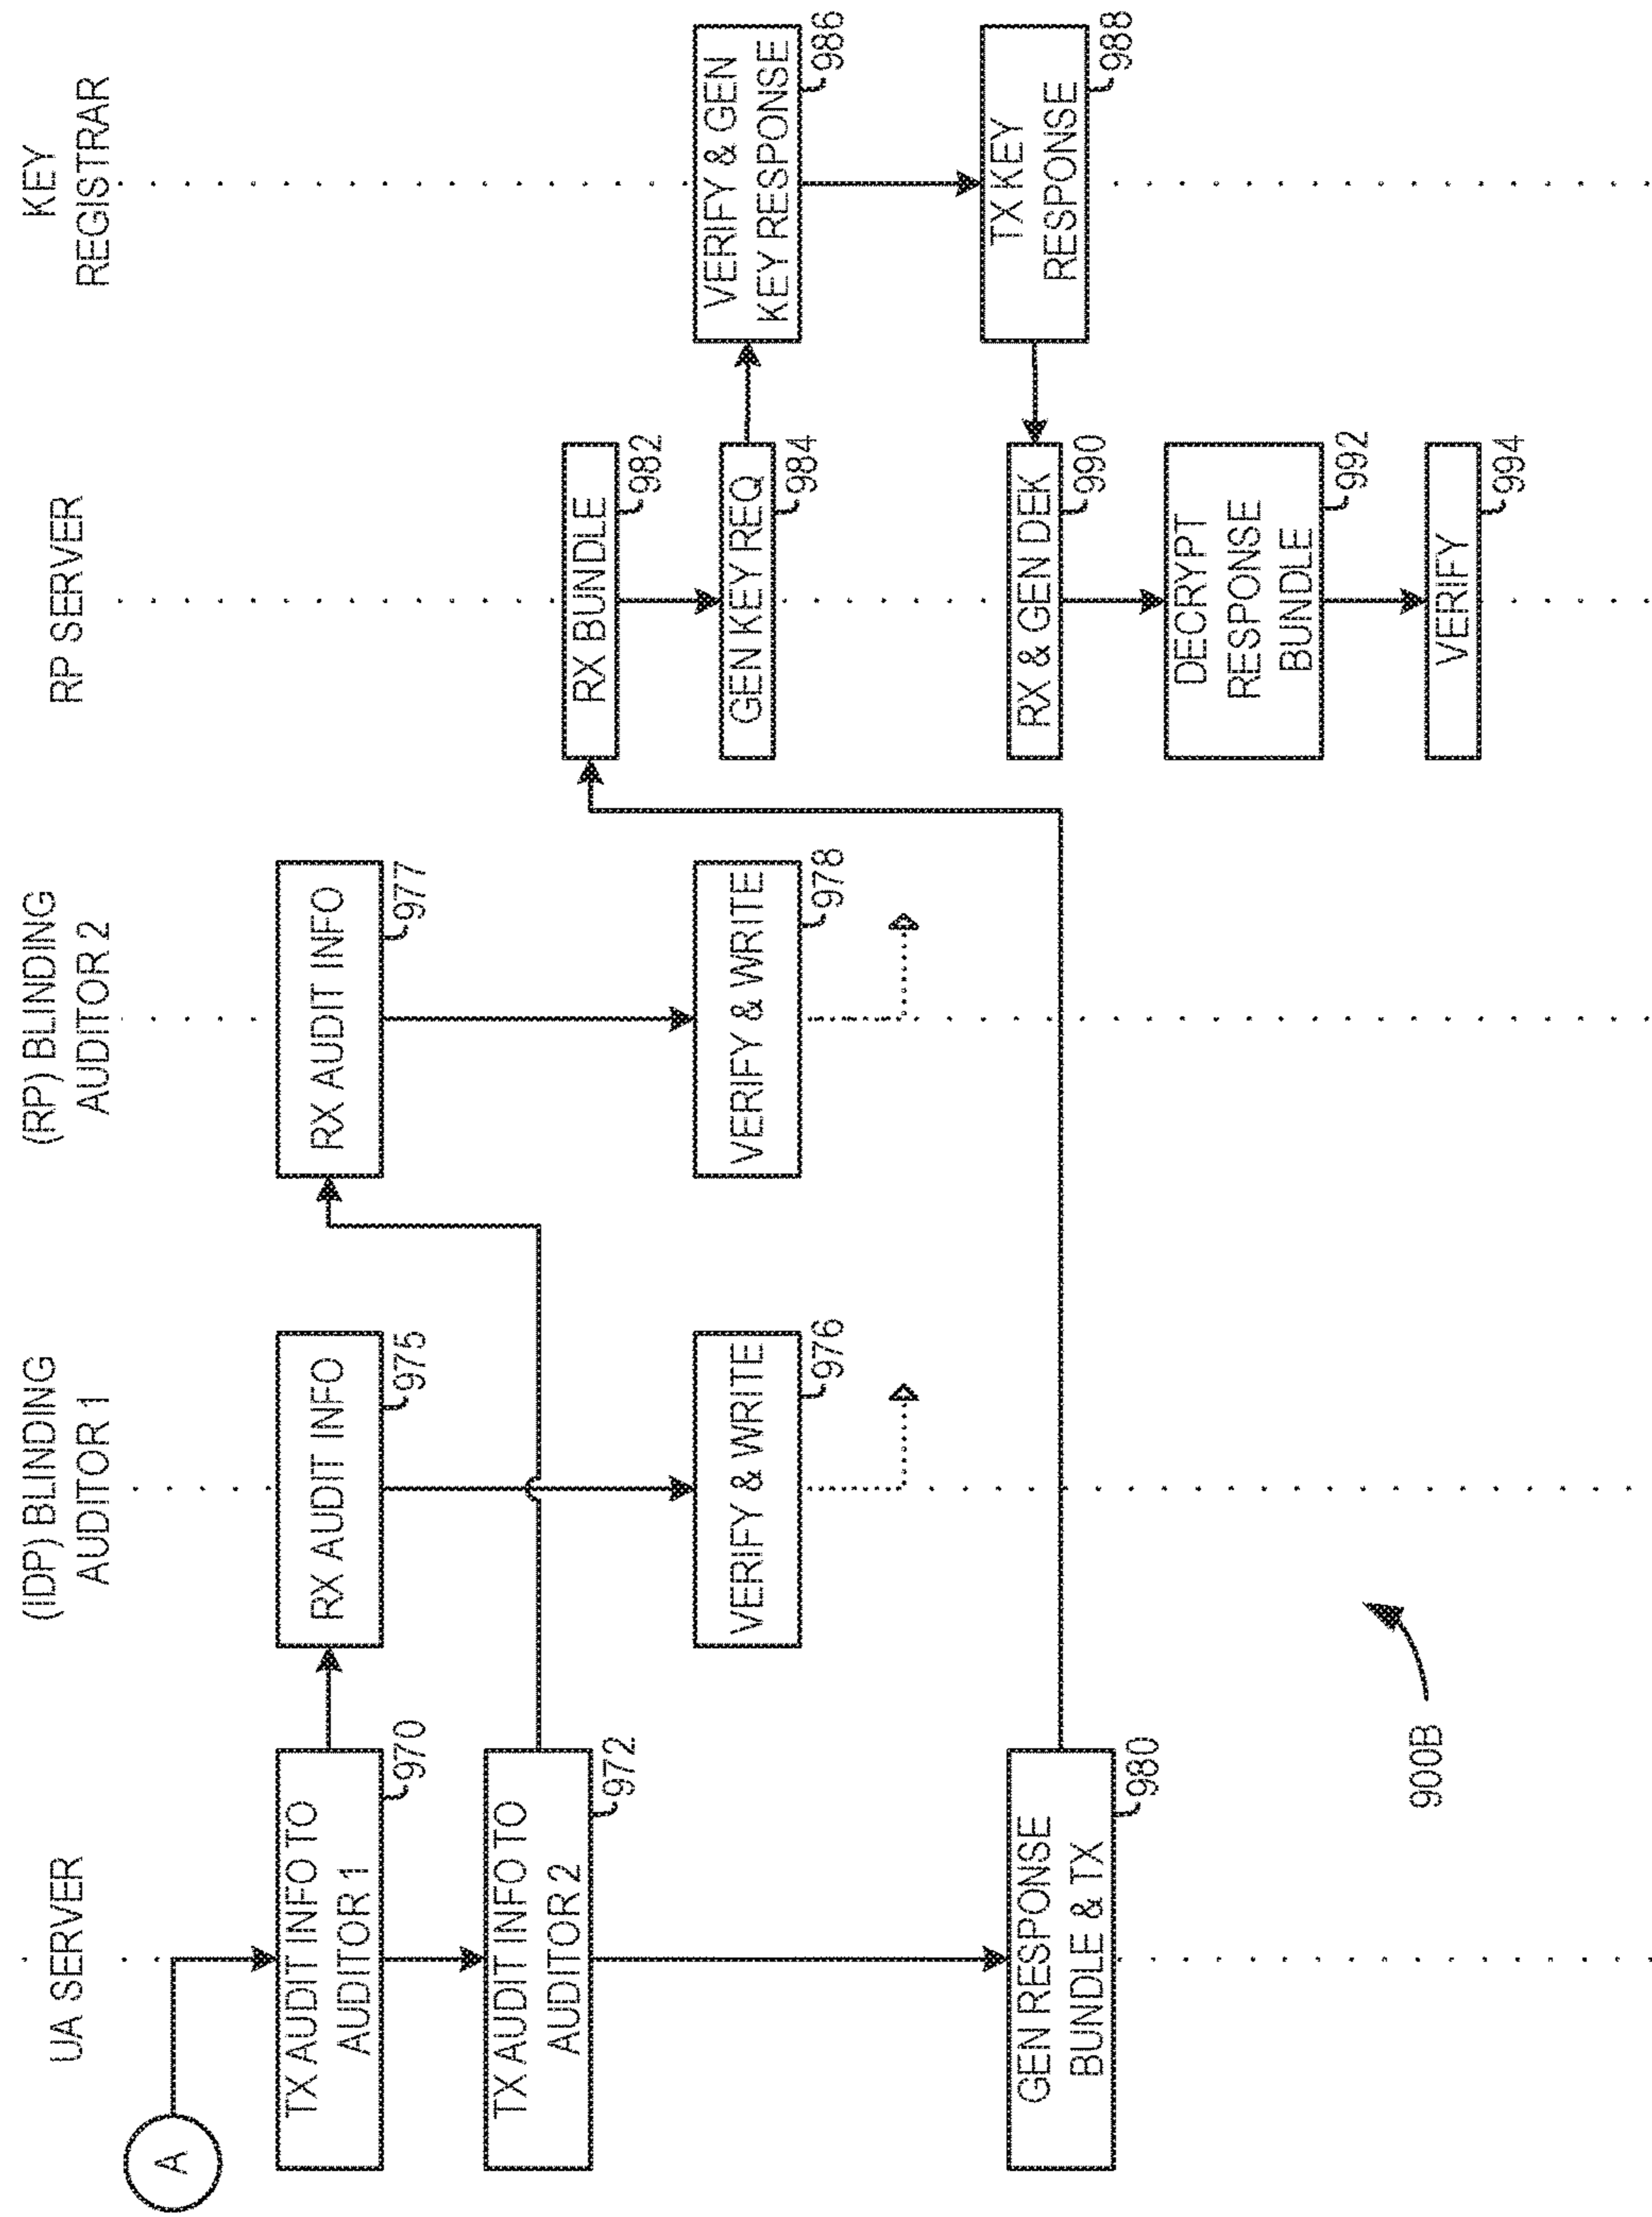 UA SERVER
(IDP) BLINDING
AUDITOR 1
(RP) BLINDING
AUDITOR 2
RP SERVER
KEY
REGISTRAR
A
TX AUDIT INFO TO
AUDITOR 1
970
RX AUDIT INFO
975
RX AUDIT INFO
977
TX AUDIT INFO TO
AUDITOR 2
972
RX BUNDLE
982
VERIFY & WRITE
976
VERIFY & WRITE
978
GEN KEY REQ
984
VERIFY & GEN
KEY RESPONSE
986
GEN RESPONSE
BUNDLE & TX
980
RX & GEN DEK
990
TX KEY
RESPONSE
988
DECRYPT
RESPONSE
BUNDLE
992
VERIFY
994
900B